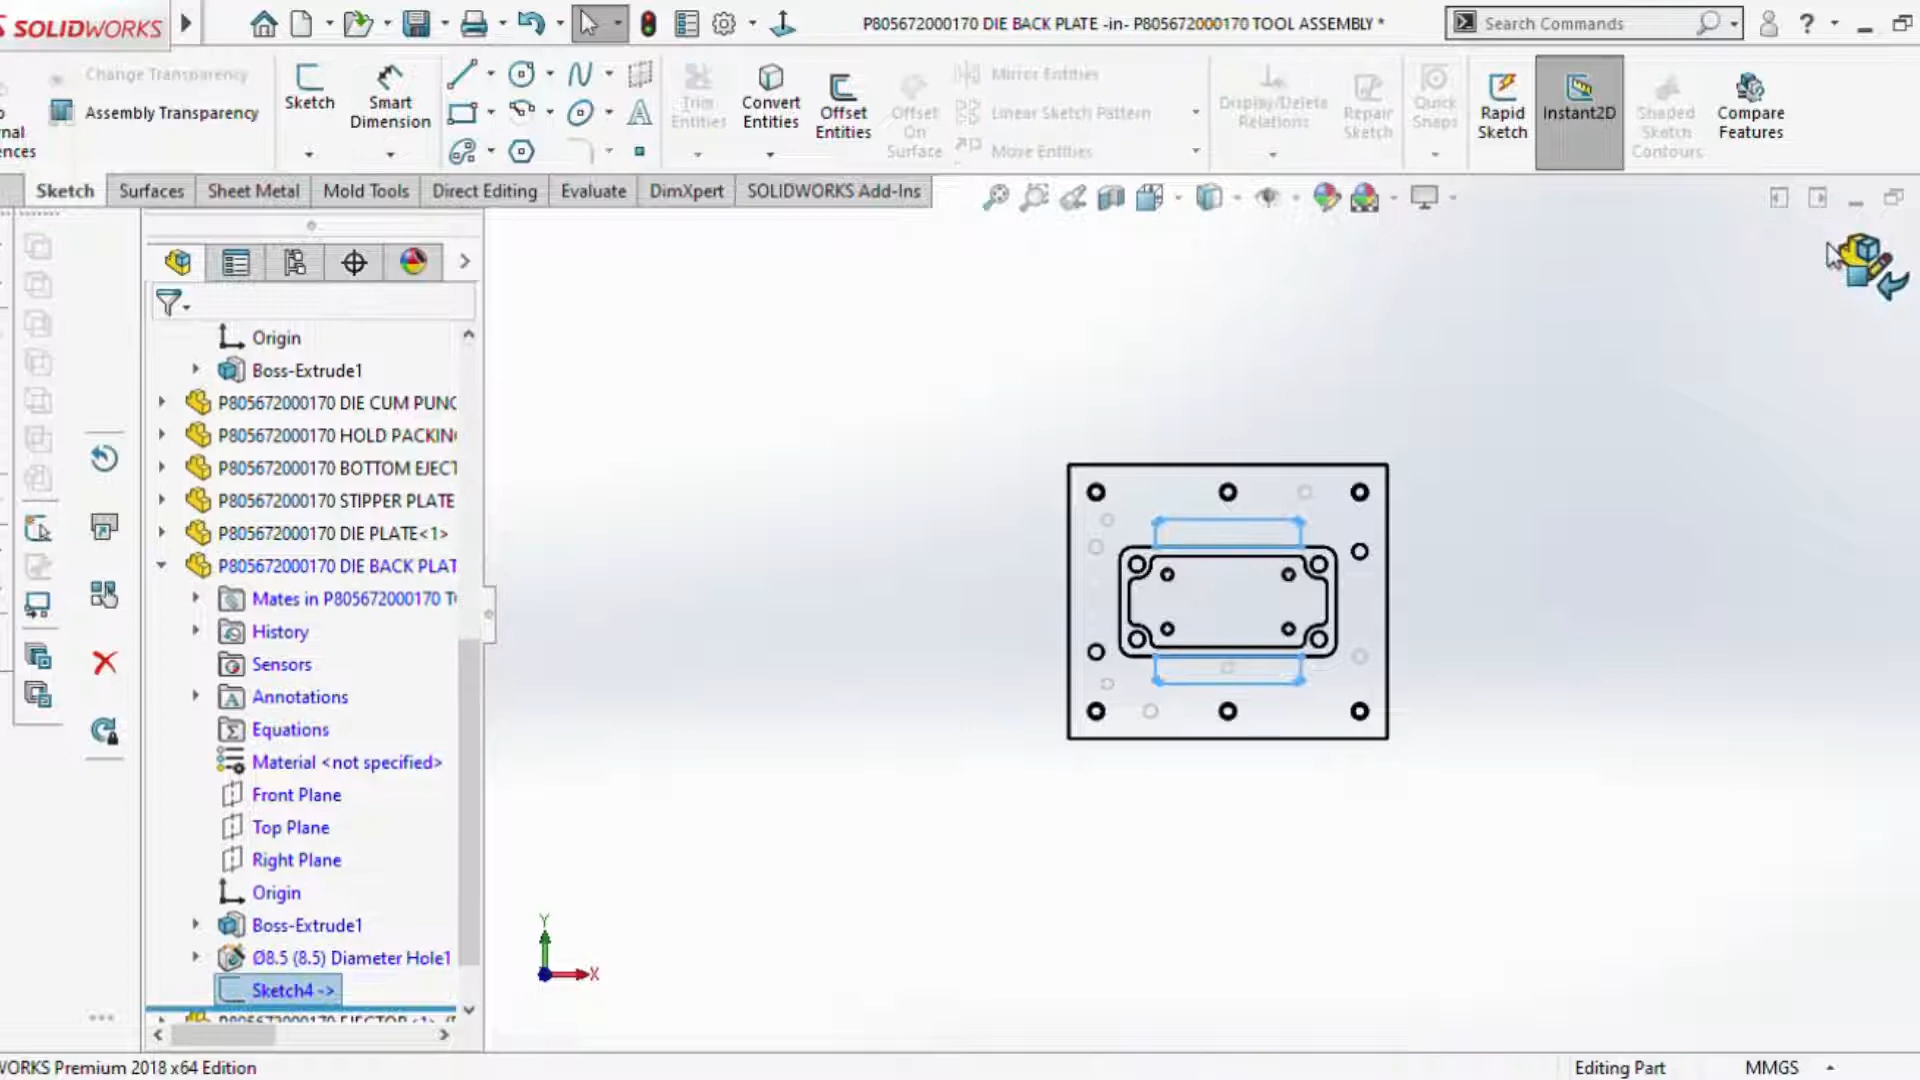 SOLIDWORKS
P805672000170 DIE BACK PLATE -in- P805672000170 TOOL ASSEMBLY *
Search Commands
?
Change Transparency
Assembly Transparency
Sketch
Smart
Dimension
Trim
Entities
Convert
Entities
Offset
Entities
Offset
On
Surface
Mirror Entities
Linear Sketch Pattern
Move Entities
Display/Delete
Relations
Repair
Sketch
Quick
Snaps
Rapid
Sketch
Instant2D
Shaded
Sketch
Contours
Compare
Features
Sketch
Surfaces
Sheet Metal
Mold Tools
Direct Editing
Evaluate
DimXpert
SOLIDWORKS Add-Ins
Origin
Boss-Extrude1
P805672000170 DIE CUM PUNC
P805672000170 HOLD PACKIN
P805672000170 BOTTOM EJECT
P805672000170 STIPPER PLATE
P805672000170 DIE PLATE<1>
P805672000170 DIE BACK PLAT
Mates in P805672000170 T
History
Sensors
Annotations
Equations
Material <not specified>
Front Plane
Top Plane
Right Plane
Origin
Boss-Extrude1
Ø8.5 (8.5) Diameter Hole1
Sketch4 ->
P805672000170 EJECTOR <1>
Y
X
WORKS Premium 2018 x64 Edition
Editing Part
MMGS